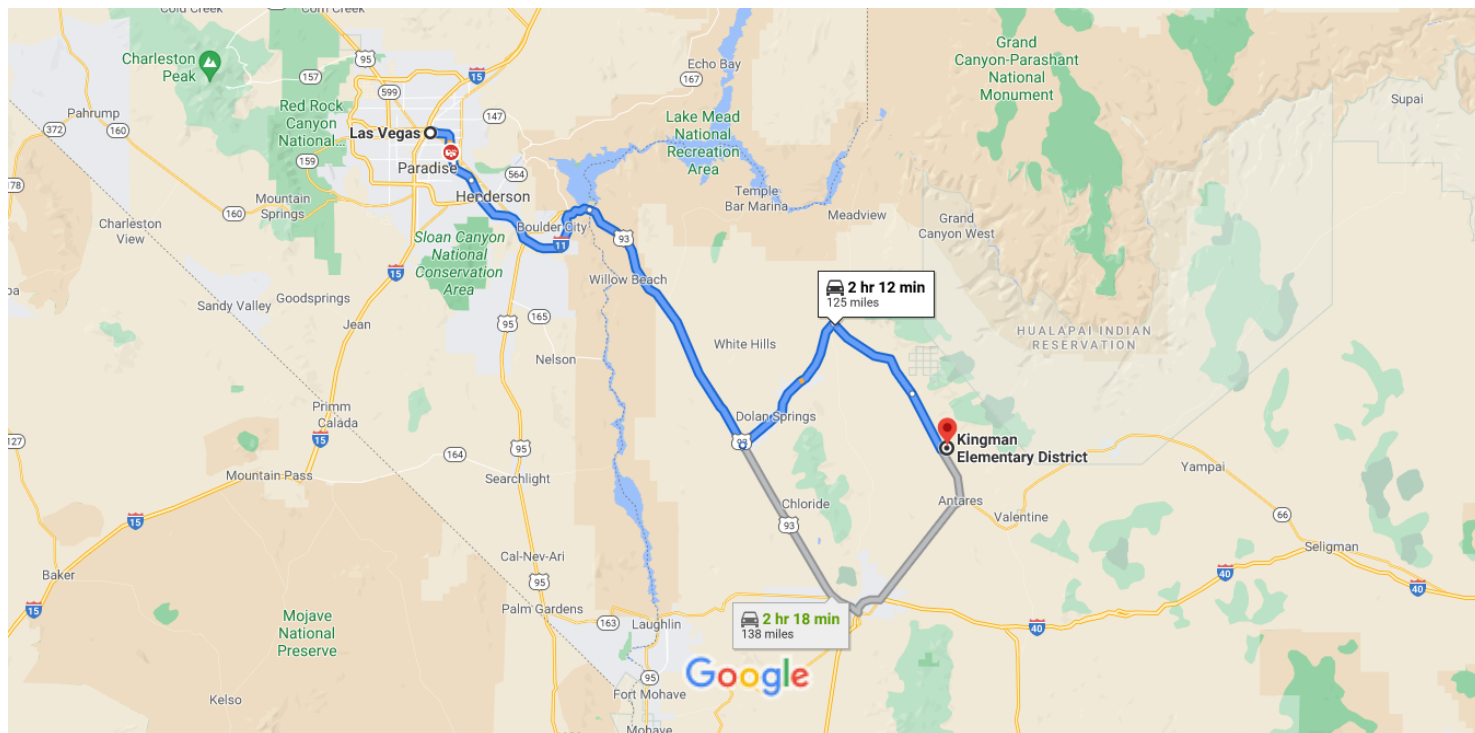 Cold Creek
Corn Creek
Charleston
Peak
95
15
Echo Bay
167
157
599
Grand
Canyon-Parashant
National
Monument
Supai
Pahrump
160
372
Red Rock
Canyon
National...
147
Las Vegas
Lake Mead
National
Recreation
Area
159
Paradise
564
178
Henderson
Temple
Bar Marina
Meadview
Mountain
Springs
160
Charleston
View
Boulder City
11
93
Grand
Canyon West
Sloan Canyon
National
Conservation
Area
15
Willow Beach
2 hr 12 min
125 miles
Goodsprings
Sandy Valley
Jean
95
165
HUALAPAI INDIAN
RESERVATION
White Hills
Nelson
Primm
Calada
Dolan Springs
127
15
95
93
Kingman
Elementary District
164
Mountain Pass
Searchlight
Yampai
Chloride
Antares
93
Valentine
66
15
Seligman
Cal-Nev-Ari
Baker
95
40
40
15
Palm Gardens
2 hr 18 min
138 miles
Mojave
National
Preserve
163
Laughlin
40
Google
95
Fort Mohave
Kelso
Mohave